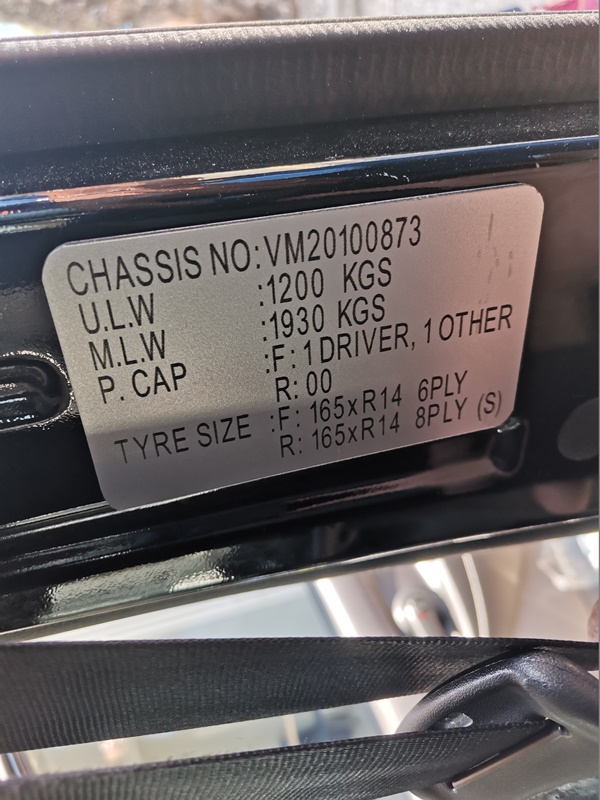 CHASSIS NO:VM20100873
U.L.W :1200 KGS
M.L.W :1930 KGS
P. CAP :F: 1 DRIVER, 1 OTHER
R: 00
TYRE SIZE :F: 165xR14 6PLY
R: 165xR14 8PLY (S)